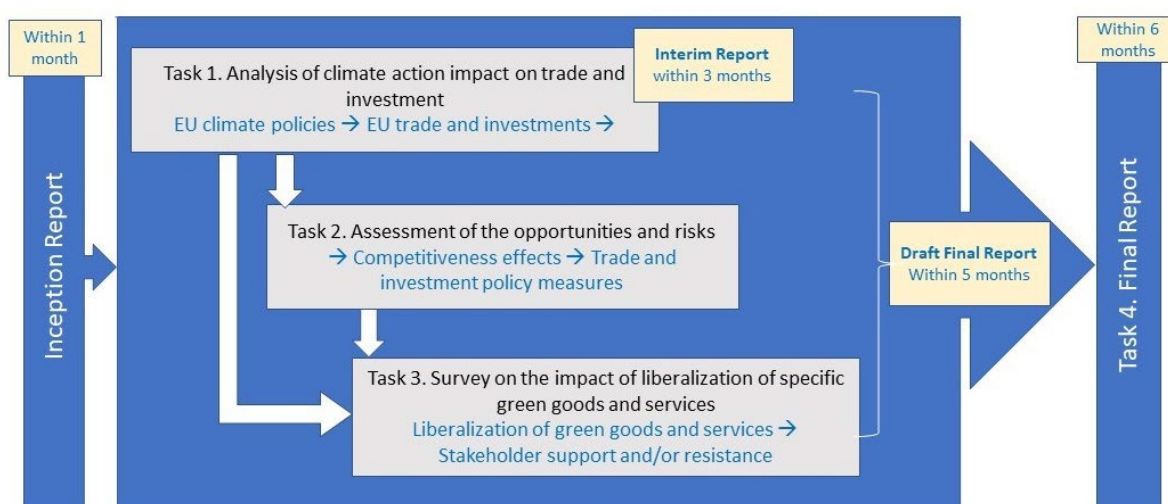 Within 1
month
Inception Report
Task 1. Analysis of climate action impact on trade and
investment
EU climate policies → EU trade and investments →
Interim Report
within 3 months
Task 2. Assessment of the opportunities and risks
→ Competitiveness effects → Trade and
investment policy measures
Task 3. Survey on the impact of liberalization of specific
green goods and services
Liberalization of green goods and services →
Stakeholder support and/or resistance
Draft Final Report
Within 5 months
Within 6
months
Task 4. Final Report